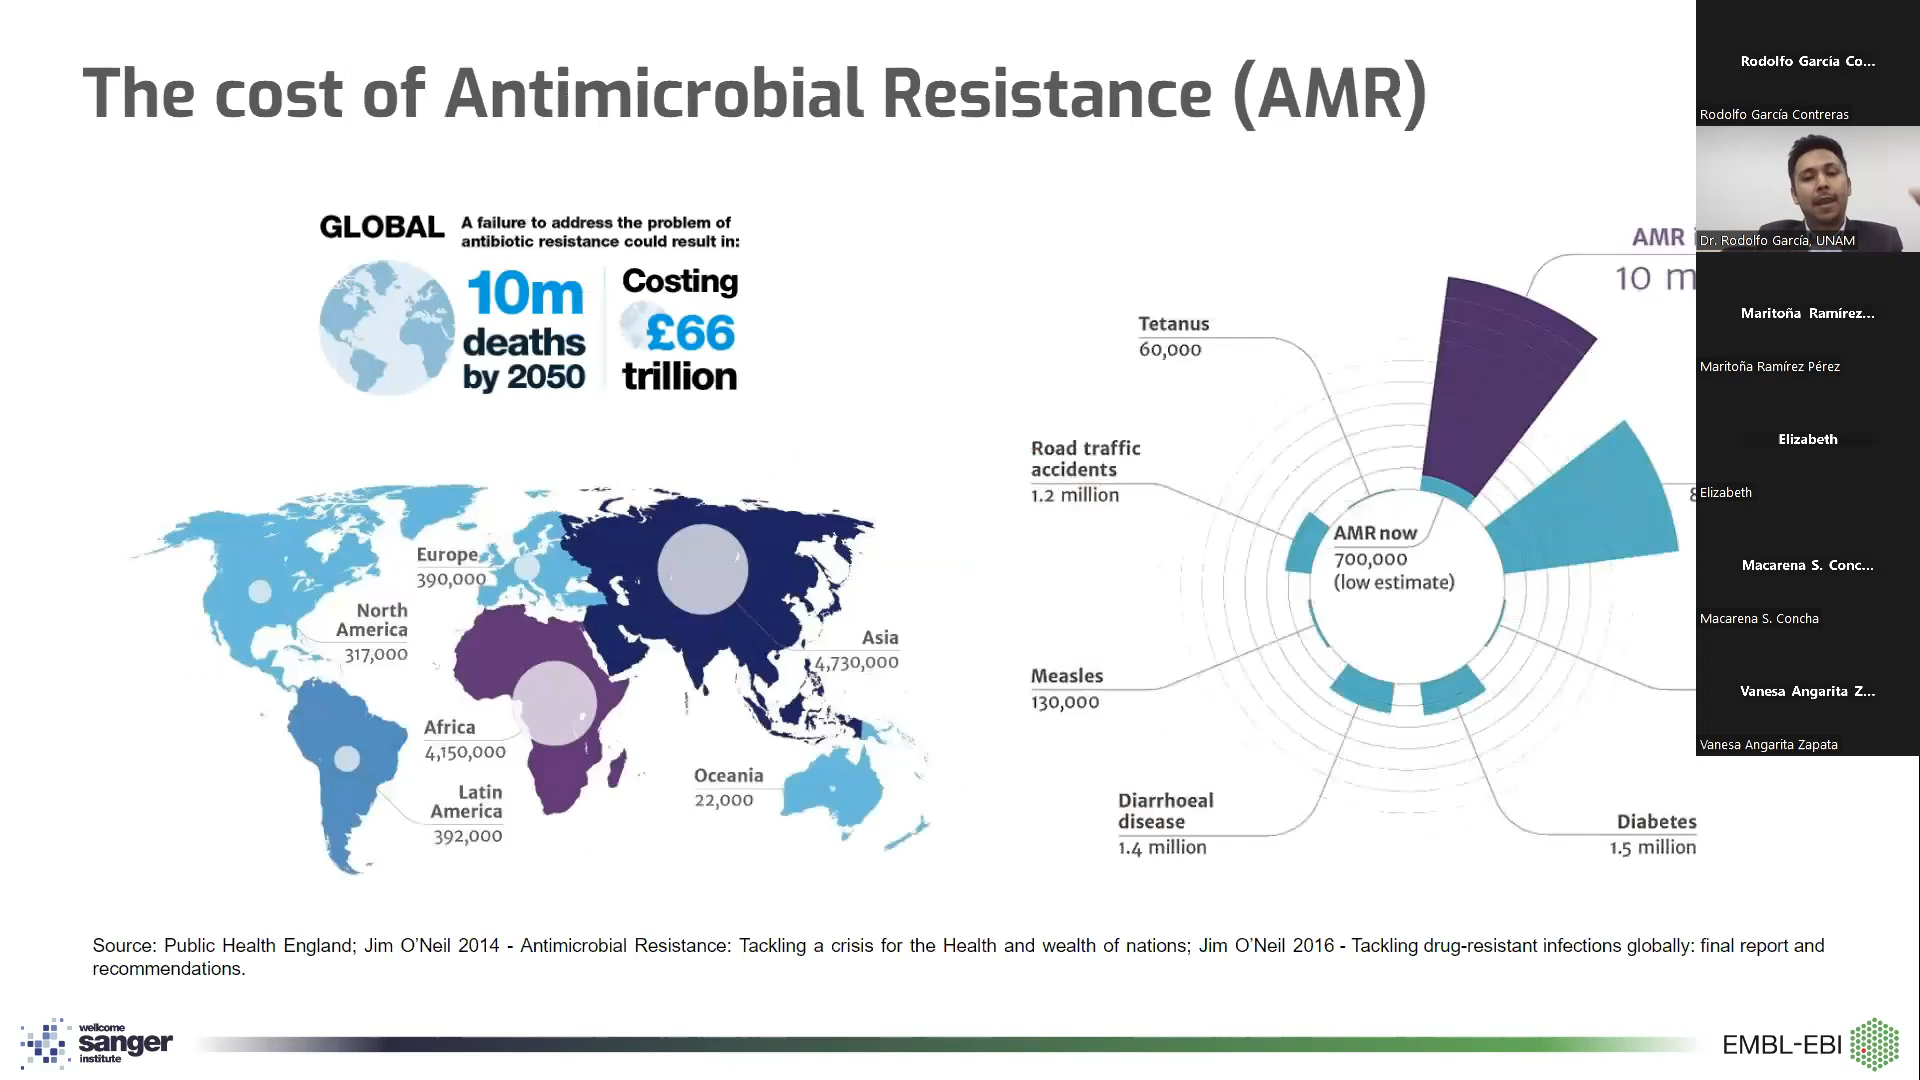 The cost of Antimicrobial Resistance (AMR)
GLOBAL
A failure to address the problem of
antibiotic resistance could result in:
10m
deaths
by 2050
Costing
£66
trillion
Europe
390,000
North
America
317,000
Asia
4,730,000
Africa
4,150,000
Latin
America
392,000
Oceania
22,000
AMR
10 m
Tetanus
60,000
Road traffic
accidents
1.2 million
AMR now
700,000
(low estimate)
Measles
130,000
Diarrhoeal
disease
1.4 million
Diabetes
1.5 million
Source: Public Health England; Jim O’Neil 2014 - Antimicrobial Resistance: Tackling a crisis for the Health and wealth of nations; Jim O’Neil 2016 - Tackling drug-resistant infections globally: final report and
recommendations.
wellcome
sanger
institute
EMBL-EBI
Rodolfo García Co...
Rodolfo García Contreras
Dr. Rodolfo García, UNAM
Maritoña Ramírez...
Maritoña Ramírez Pérez
Elizabeth
Elizabeth
Macarena S. Conc...
Macarena S. Concha
Vanesa Angarita Z...
Vanesa Angarita Zapata